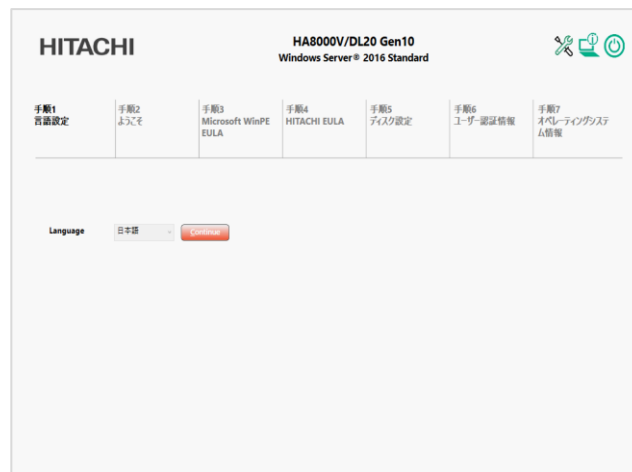 HITACHI
HA8000V/DL20 Gen10
Windows Server® 2016 Standard
手順1
言語設定
手順2
ようこそ
手順3
Microsoft WinPE
EULA
手順4
HITACHI EULA
手順5
ディスク設定
手順6
ユーザー認証情報
手順7
オペレーティングシステ
ム情報
Language
日本語
Continue